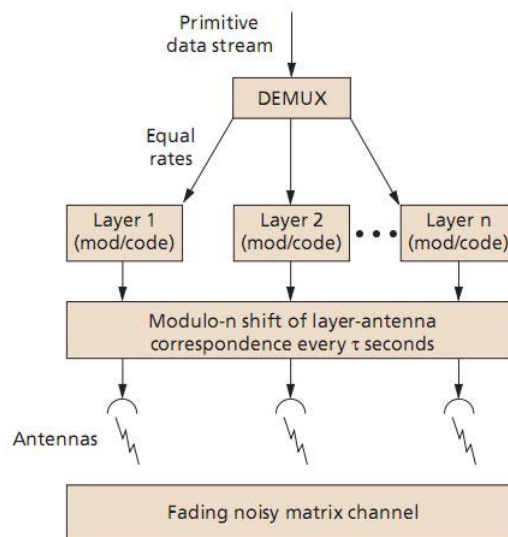 Primitive
data stream
DEMUX
Equal
rates
Layer 1
(mod/code)
Layer 2
(mod/code)
Layer n
(mod/code)
Modulo-n shift of layer-antenna
correspondence every τ seconds
Antennas
Fading noisy matrix channel